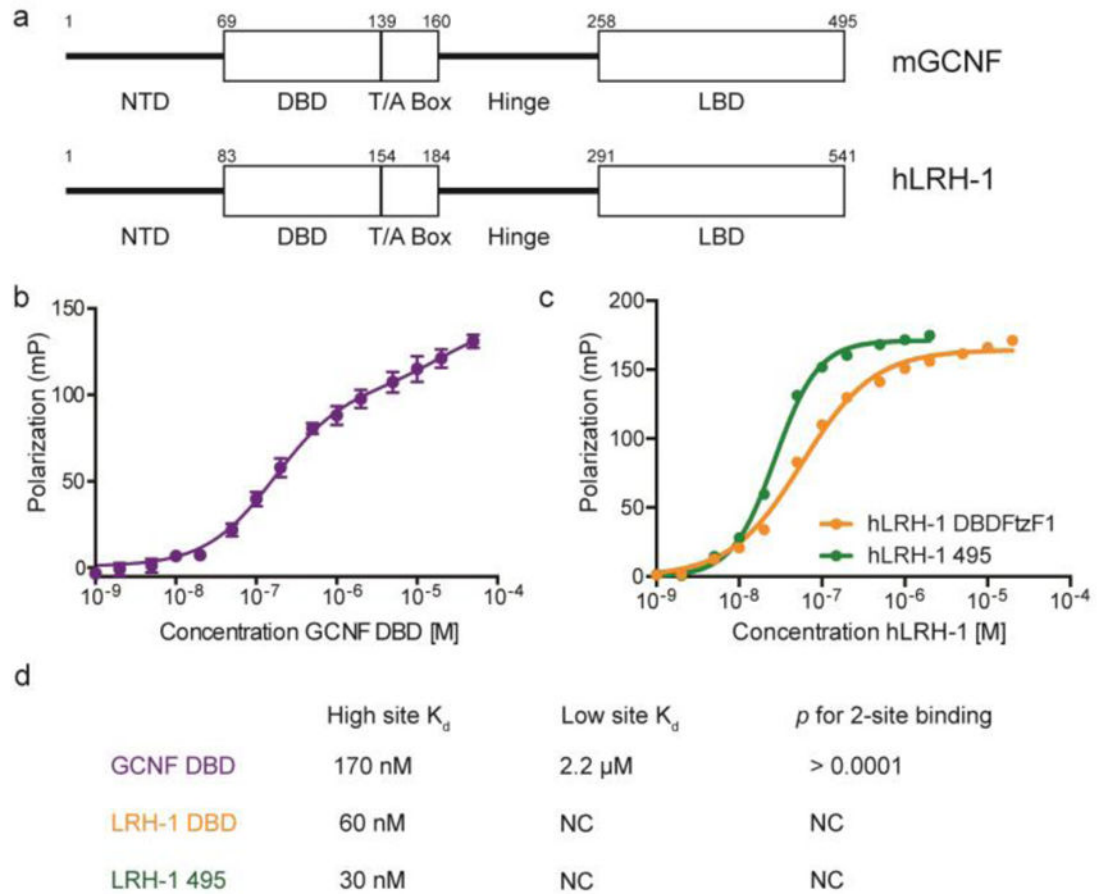 a
1 69 139 160 258 495
mGCNF
NTD DBD T/A Box Hinge LBD
1 83 154 184 291 541
hLRH-1
NTD DBD T/A Box Hinge LBD
b
Polarization (mP)
150
100
50
0
10-9 10-8 10-7 10-6 10-5 10-4
Concentration GCNF DBD [M]
c
Polarization (mP)
200
150
100
50
0
hLRH-1 DBDFtzF1
hLRH-1 495
10-9 10-8 10-7 10-6 10-5 10-4
Concentration hLRH-1 [M]
d
High site Kd Low site Kd p for 2-site binding
GCNF DBD 170 nM 2.2 µM > 0.0001
LRH-1 DBD 60 nM NC NC
LRH-1 495 30 nM NC NC